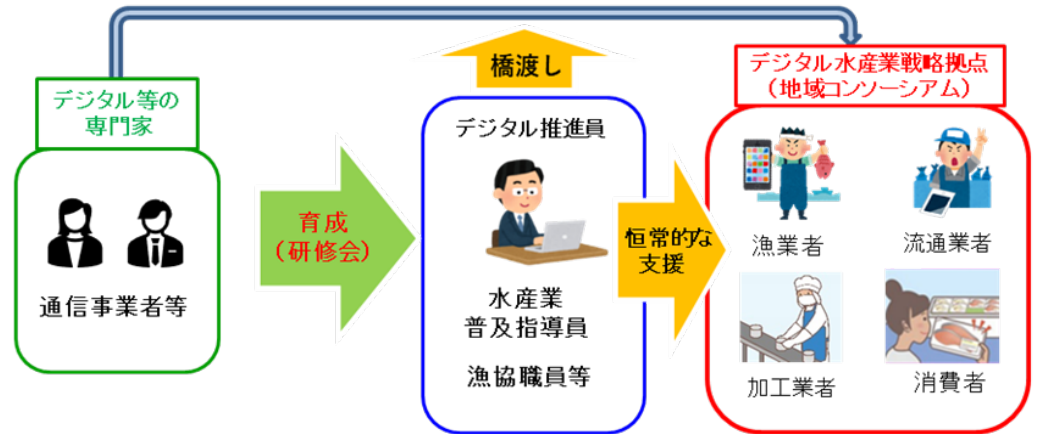 橋渡し
デジタル等の
専門家
通信事業者等
育成
（研修会）
デジタル推進員
水産業
普及指導員
漁協職員等
恒常的な
支援
デジタル水産業戦略拠点
（地域コンソーシアム）
漁業者
流通業者
加工業者
消費者